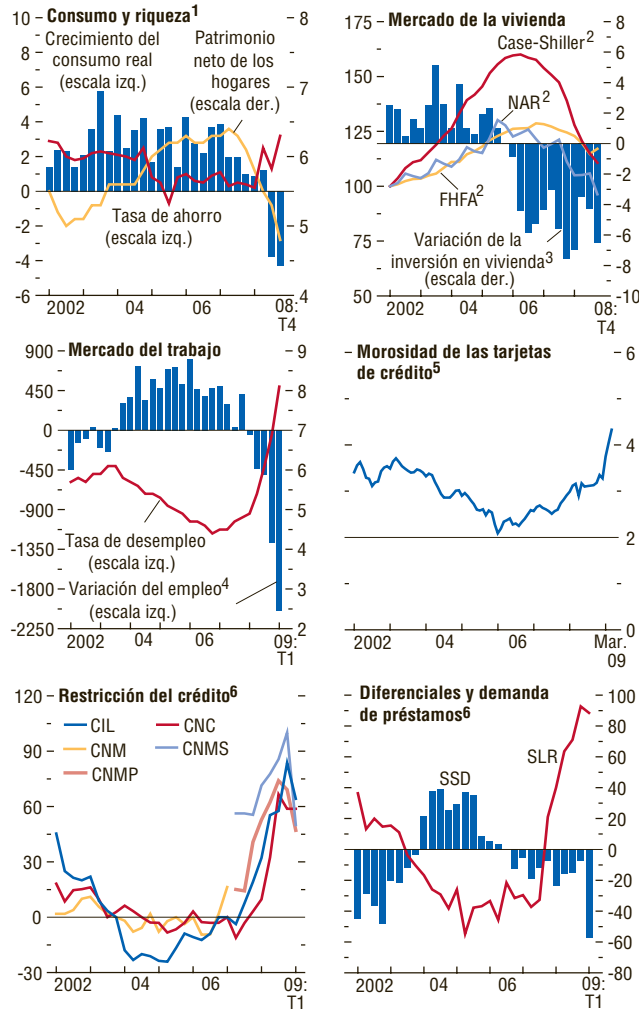 Consumo y riqueza1
Crecimiento del
consumo real
(escala izq.)
Patrimonio
neto de los
hogares
(escala der.)
Tasa de ahorro
(escala izq.)
10
8
6
4
2
0
2
4
-6
8
7
6
5
4
2002
04
06
08:
T4
Mercado de la vivienda
Case-Shiller2
NAR2
FHFA2
Variación de la
inversión en vivienda3
(escala der.)
175
150
125
100
75
50
8
6
4
2
0
-2
-4
-6
-8
-10
2002
04
06
08:
T4
Mercado del trabajo
Tasa de desempleo
(escala izq.)
Variación del empleo4
(escala izq.)
900
450
0
-450
-900
-1350
-1800
-2250
9
8
7
6
5
4
3
2
2002
04
06
09:
T1
Morosidad de las tarjetas
de crédito5
6
4
2
0
2002
04
06
Mar.
09
Restricción del crédito6
CIL
CNC
CNM
CNMS
CNMP
120
90
60
30
0
-30
2002
04
06
09:
T1
Diferenciales y demanda
de préstamos6
SLR
SSD
100
80
60
40
20
0
-20
-40
-60
-80
2002
04
06
09:
T1